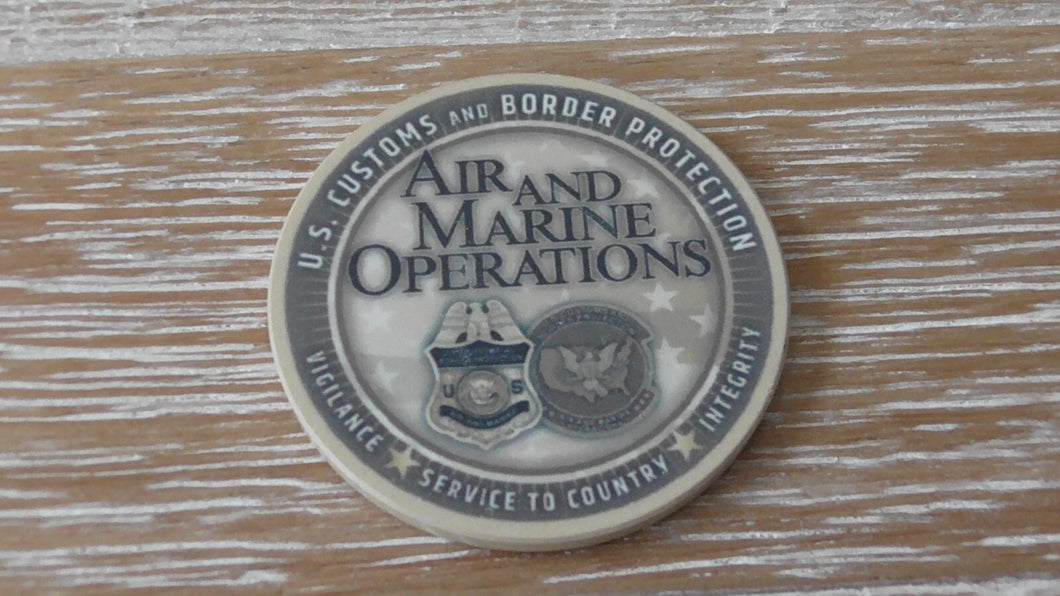 U.S. CUSTOMS AND BORDER PROTECTION
AIR AND
MARINE
OPERATIONS
U S
VIGILANCE ★ SERVICE TO COUNTRY ★ INTEGRITY